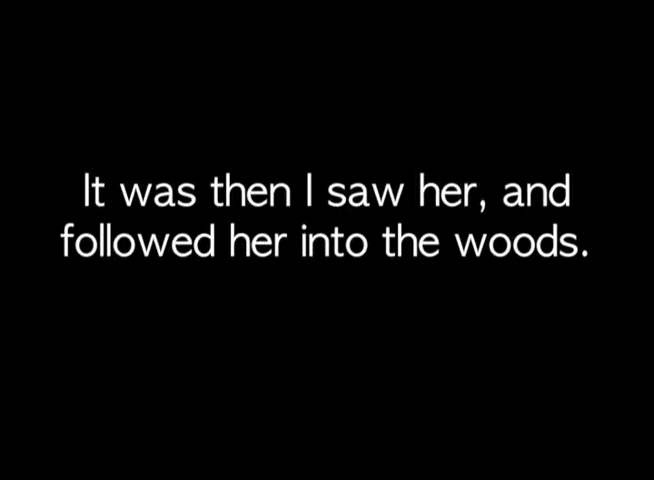 It was then I saw her, and
followed her into the woods.